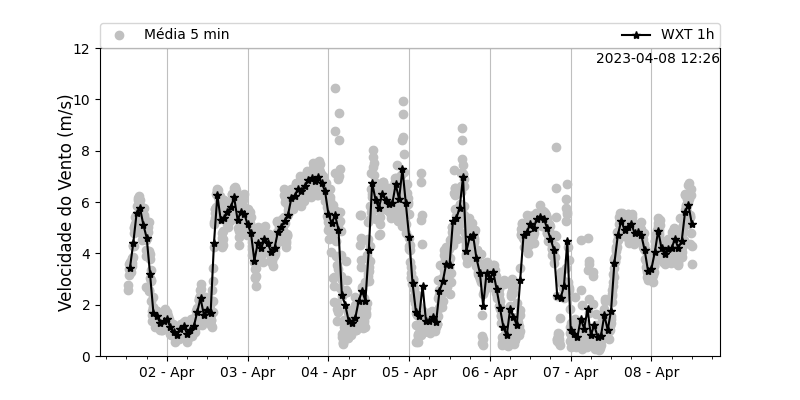 Média 5 min
WXT 1h
2023-04-08 12:26
Velocidade do Vento (m/s)
12
10
8
6
4
2
0
02 - Apr
03 - Apr
04 - Apr
05 - Apr
06 - Apr
07 - Apr
08 - Apr